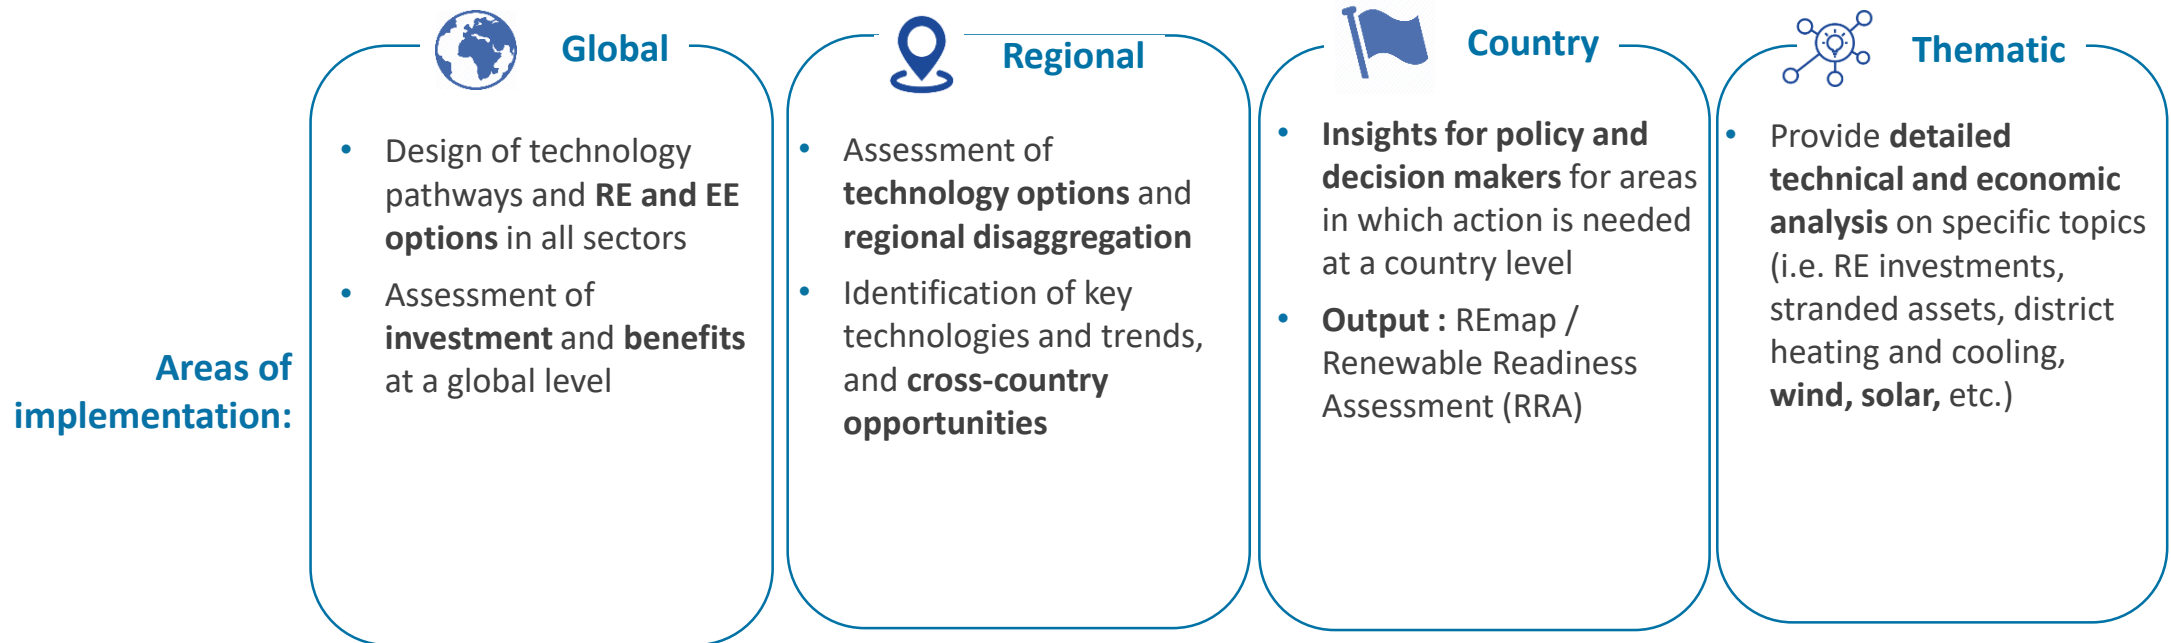 Areas of
implementation:
Global
• Design of technology
pathways and RE and EE
options in all sectors
• Assessment of
investment and benefits
at a global level
Regional
• Assessment of
technology options and
regional disaggregation
• Identification of key
technologies and trends,
and cross-country
opportunities
Country
• Insights for policy and
decision makers for areas
in which action is needed
at a country level
• Output : REmap /
Renewable Readiness
Assessment (RRA)
Thematic
• Provide detailed
technical and economic
analysis on specific topics
(i.e. RE investments,
stranded assets, district
heating and cooling,
wind, solar, etc.)